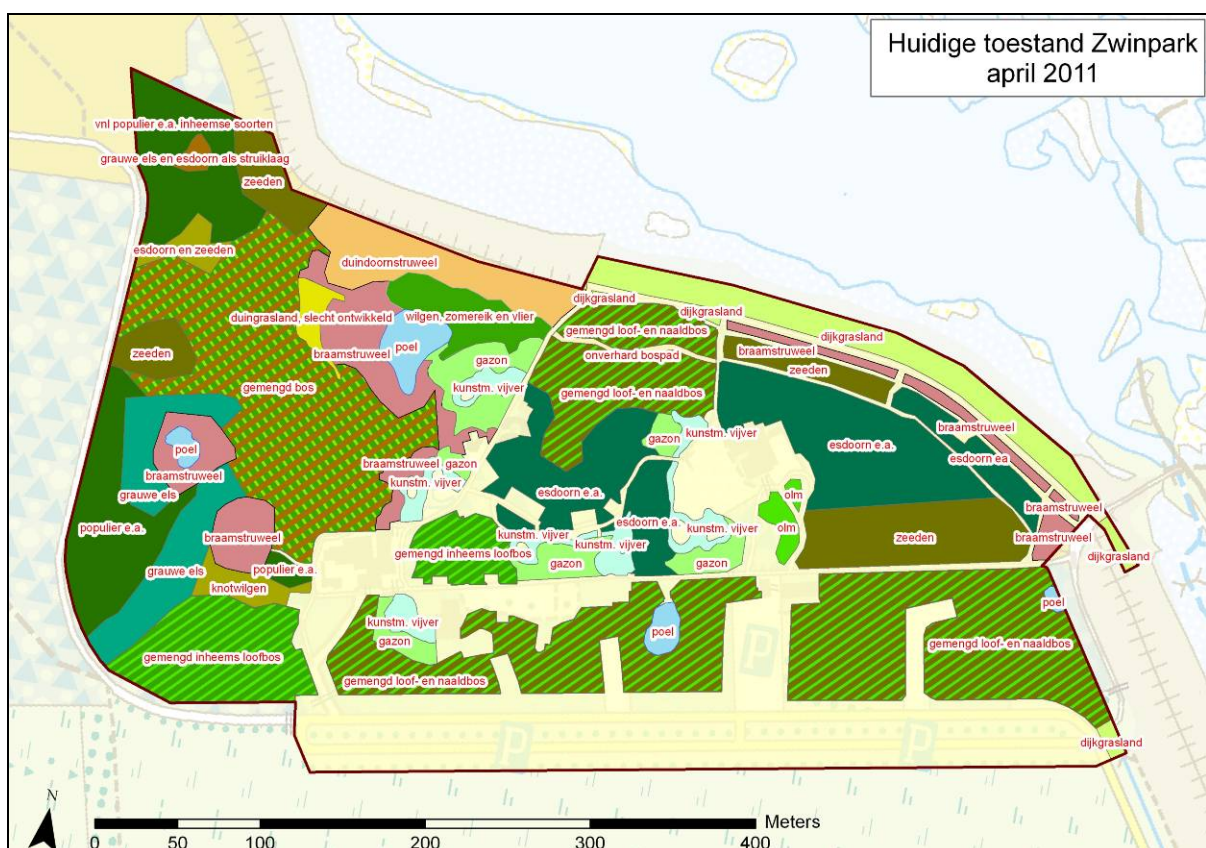 Huidige toestand Zwinpark
april 2011
vnl populier e.a. inheemse soorten
grauwe els en esdoorn als struiklaag
zeeden
esdoorn en zeeden
duindoornstruweel
dijkgrasland
dijkgrasland
duingrasland, slecht ontwikkeld
wilgen, zomereik en vlier
gemengd loof- en naaldbos
dijkgrasland
braamstruweel
poel
gazon
onverhard bospad
braamstruweel
zeeden
zeeden
gemengd bos
kunstm. vijver
gemengd loof- en naaldbos
braamstruweel
poel
braamstruweel
grauwe els
braamstruweel
gazon
kunstm. vijver
gazon
kunstm. vijver
esdoorn e.a.
esdoorn ea
esdoorn e.a.
olm
populier e.a.
braamstruweel
esdoorn e.a.
kunstm. vijver
olm
braamstruweel
kunstm. vijver
kunstm. vijver
zeeden
braamstruweel
gemengd inheems loofbos
gazon
gazon
dijkgrasland
grauwe els
populier e.a.
knotwilgen
kunstm. vijver
gazon
poel
poel
gemengd inheems loofbos
gemengd loof- en naaldbos
gemengd loof- en naaldbos
P
P
P
dijkgrasland
N
Meters
0 50 100 200 300 400